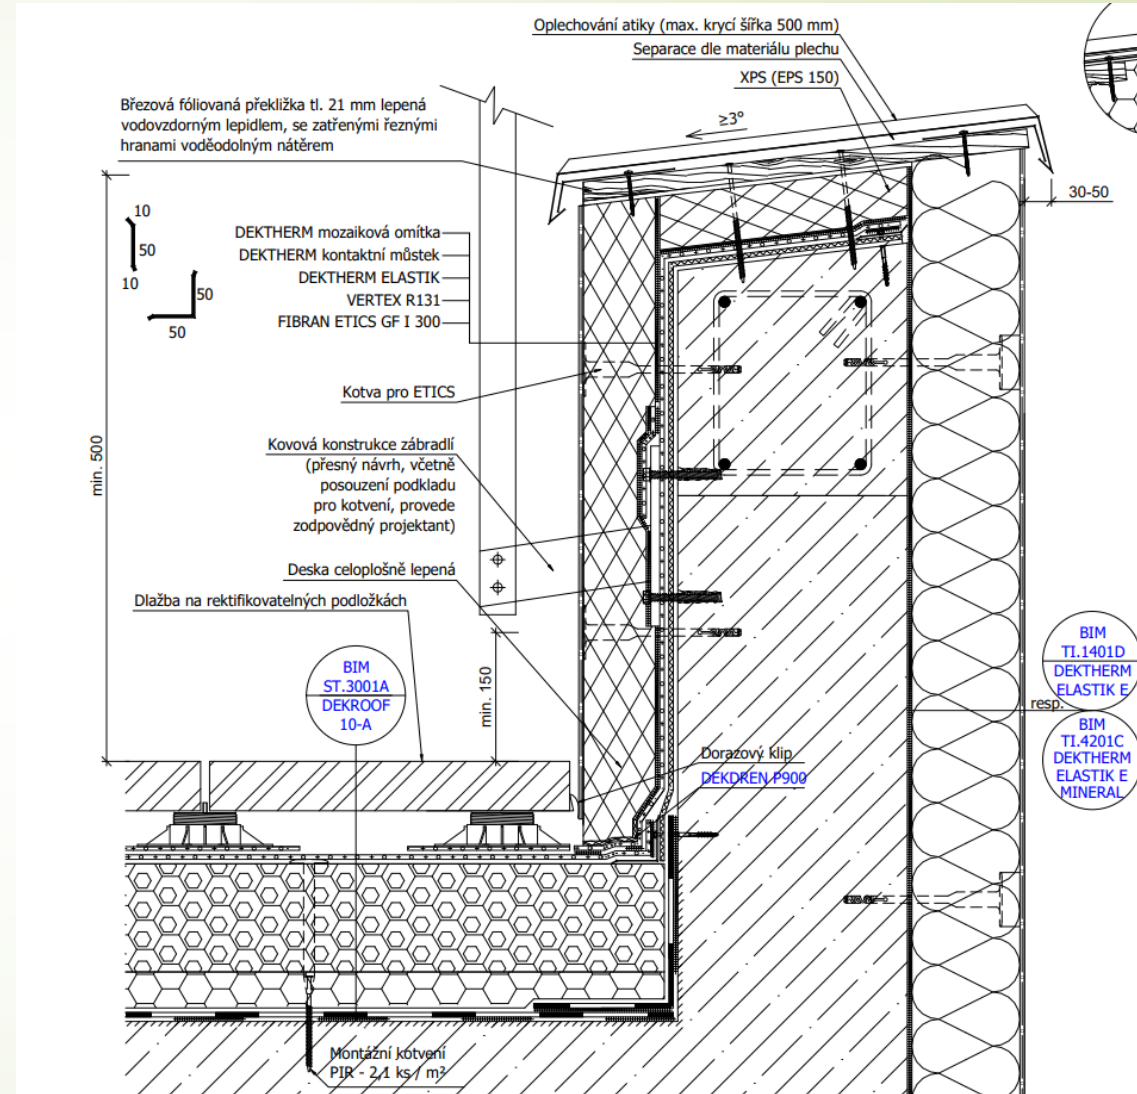 Oplechování atiky (max. krycí šířka 500 mm)
Separace dle materiálu plechu
XPS (EPS 150)
Březová fóliovaná překližka tl. 21 mm lepená
vodovzdorným lepidlem, se zatřenými řeznými
hranami voděodolným nátěrem
≥3°
30-50
10
50
10
50
50
DEKTHERM mozaiková omítka
DEKTHERM kontaktní můstek
DEKTHERM ELASTIK
VERTEX R131
FIBRAN ETICS GF I 300
Kotva pro ETICS
min. 500
Kovová konstrukce zábradlí
(přesný návrh, včetně
posouzení podkladu
pro kotvení, provede
zodpovědný projektant)
Deska celoplošně lepená
Dlažba na rektifikovatelných podložkách
BIM
ST.3001A
DEKROOF
10-A
min. 150
BIM
TI.1401D
DEKTHERM
ELASTIK E
resp.
BIM
TI.4201C
DEKTHERM
ELASTIK E
MINERAL
Dorazový klip
DEKDREN P900
Montážní kotvení
PIR - 2,1 ks / m²